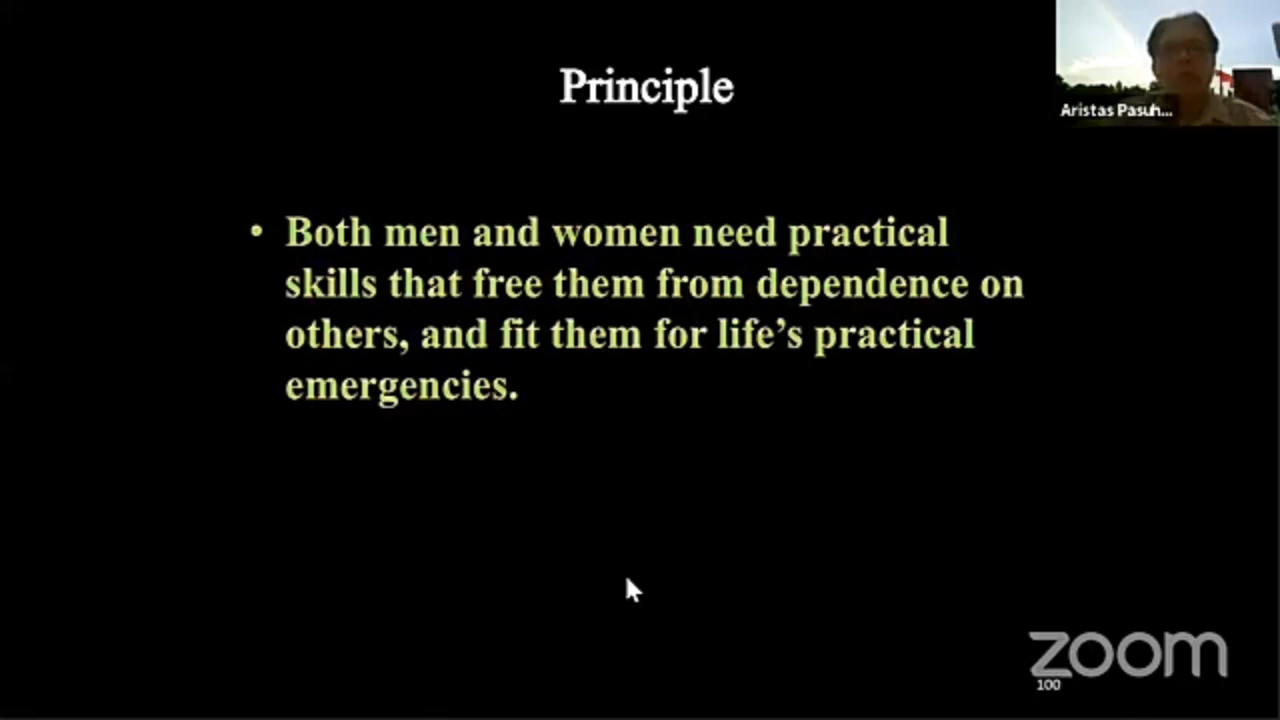 Principle
Aristas Pasuh...
• Both men and women need practical
skills that free them from dependence on
others, and fit them for life’s practical
emergencies.
zoom
100